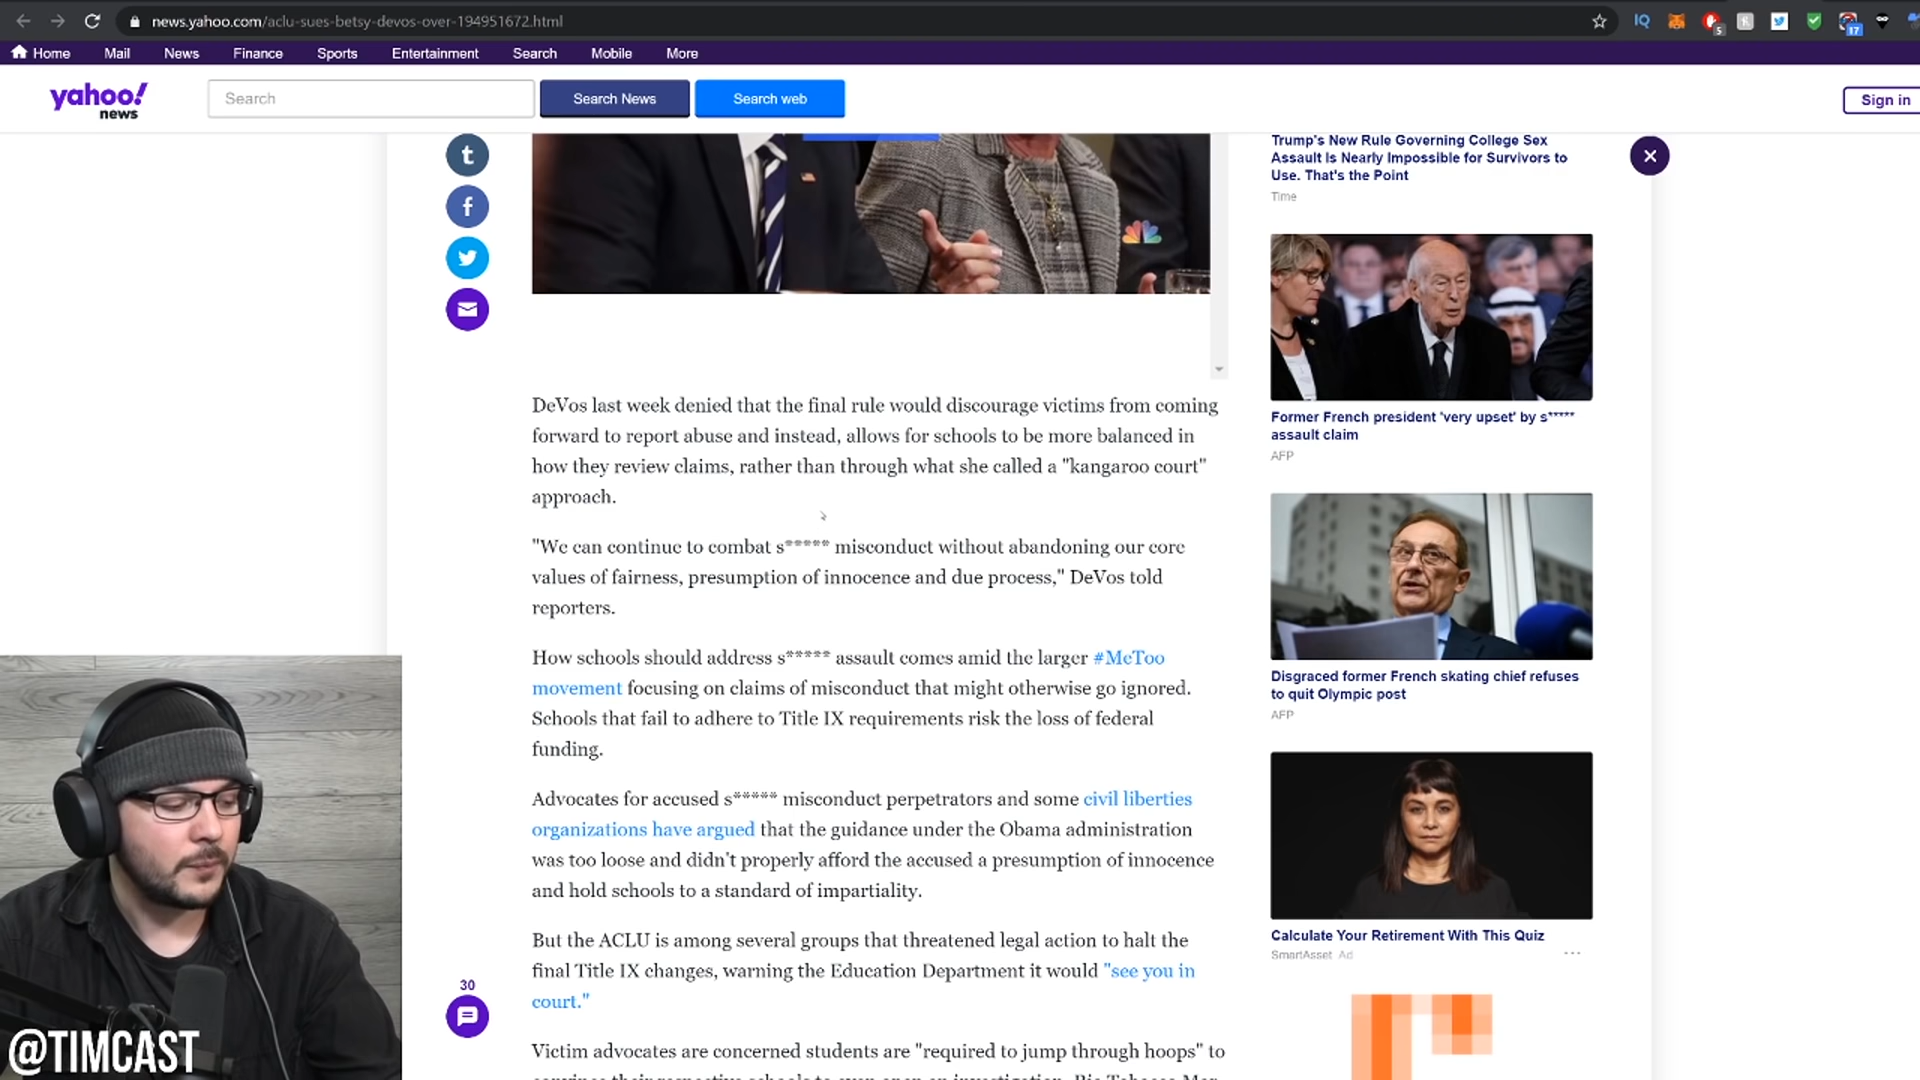 news.yahoo.com/aclu-sues-betsy-devos-over-194951672.html
IQ
5
17
Home Mail News Finance Sports Entertainment Search Mobile More
yahoo!
news
Search
Search News
Search web
Sign in
t
f
DeVos last week denied that the final rule would discourage victims from coming
forward to report abuse and instead, allows for schools to be more balanced in
how they review claims, rather than through what she called a "kangaroo court"
approach.
"We can continue to combat s***** misconduct without abandoning our core
values of fairness, presumption of innocence and due process," DeVos told
reporters.
How schools should address s***** assault comes amid the larger #MeToo
movement focusing on claims of misconduct that might otherwise go ignored.
Schools that fail to adhere to Title IX requirements risk the loss of federal
funding.
Advocates for accused s***** misconduct perpetrators and some civil liberties
organizations have argued that the guidance under the Obama administration
was too loose and didn't properly afford the accused a presumption of innocence
and hold schools to a standard of impartiality.
But the ACLU is among several groups that threatened legal action to halt the
final Title IX changes, warning the Education Department it would "see you in
court."
Victim advocates are concerned students are "required to jump through hoops" to
30
Trump's New Rule Governing College Sex
Assault Is Nearly Impossible for Survivors to
Use. That's the Point
Time
Former French president 'very upset' by s*****
assault claim
AFP
Disgraced former French skating chief refuses
to quit Olympic post
AFP
Calculate Your Retirement With This Quiz
SmartAsset Ad
@TIMCAST